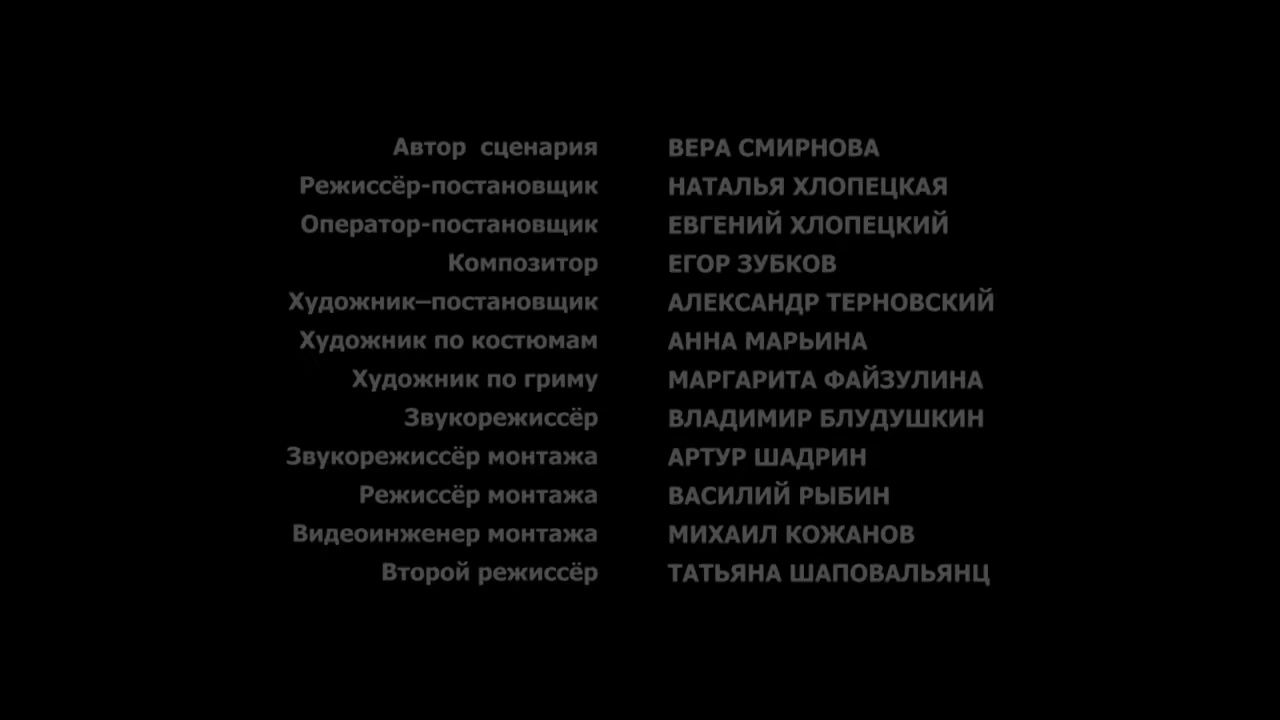 Автор сценария ВЕРА СМИРНОВА
Режиссёр-постановщик НАТАЛЬЯ ХЛОПЕЦКАЯ
Оператор-постановщик ЕВГЕНИЙ ХЛОПЕЦКИЙ
Композитор ЕГОР ЗУБКОВ
Художник–постановщик АЛЕКСАНДР ТЕРНОВСКИЙ
Художник по костюмам АННА МАРЬИНА
Художник по гриму МАРГАРИТА ФАЙЗУЛИНА
Звукорежиссёр ВЛАДИМИР БЛУДУШКИН
Звукорежиссёр монтажа АРТУР ШАДРИН
Режиссёр монтажа ВАСИЛИЙ РЫБИН
Видеоинженер монтажа МИХАИЛ КОЖАНОВ
Второй режиссёр ТАТЬЯНА ШАПОВАЛЬЯНЦ